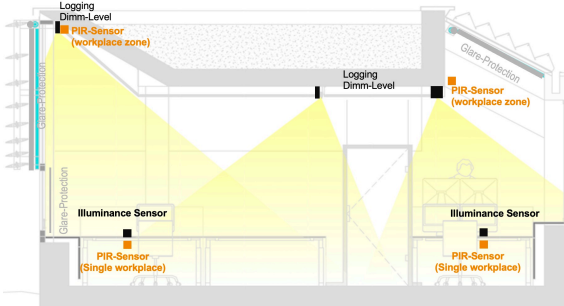 Logging
Dimm-Level
PIR-Sensor
(workplace zone)
Glare-Protection
Glare-Protection
Logging
Dimm-Level
Glare-Protection
PIR-Sensor
(workplace zone)
Illuminance Sensor
PIR-Sensor
(Single workplace)
Illuminance Sensor
PIR-Sensor
(Single workplace)